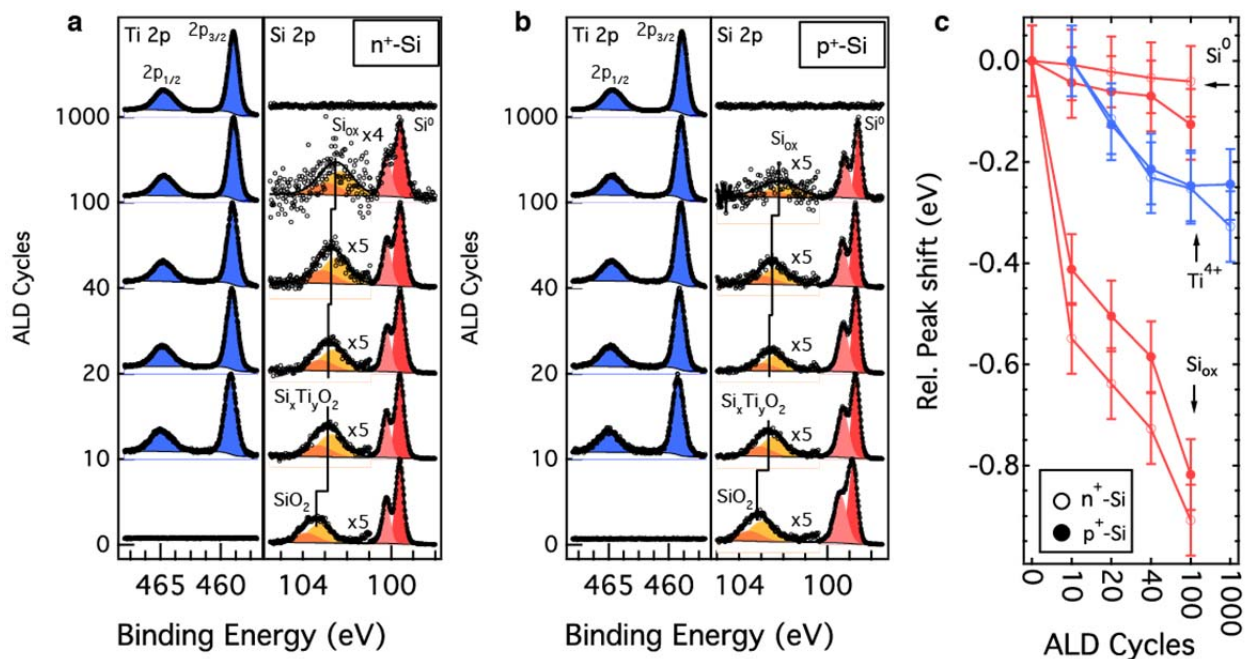 a
Ti 2p
2p3/2
2p1/2
Si 2p
n+-Si
Siox x4
Si0
x5
x5
SixTiyO2
x5
SiO2
x5
1000
100
40
20
10
0
ALD Cycles
465 460 104 100
Binding Energy (eV)
b
Ti 2p
2p3/2
2p1/2
Si 2p
p+-Si
Siox
x5
Si0
x5
x5
SixTiyO2
x5
SiO2
x5
1000
100
40
20
10
0
ALD Cycles
465 460 104 100
Binding Energy (eV)
c
0.0
-0.2
-0.4
-0.6
-0.8
Rel. Peak shift (eV)
Si0
Ti4+
Siox
n+-Si
p+-Si
0 10 20 40 100 1000
ALD Cycles